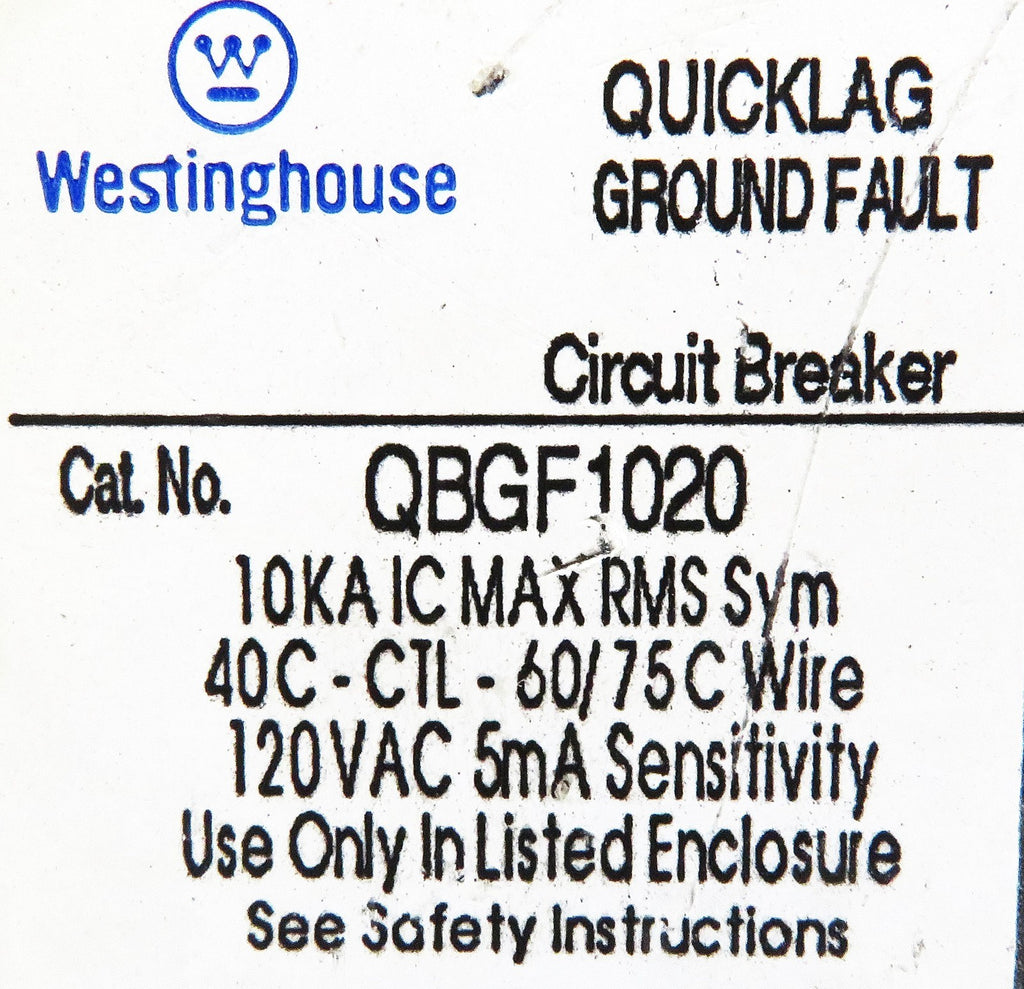 W
Westinghouse
QUICKLAG
GROUND FAULT
Circuit Breaker
Cat. No. QBGF1020
10KA IC MAX RMS Sym
40C - CTL - 60/75C Wire
120VAC 5mA Sensitivity
Use Only In Listed Enclosure
See Safety Instructions